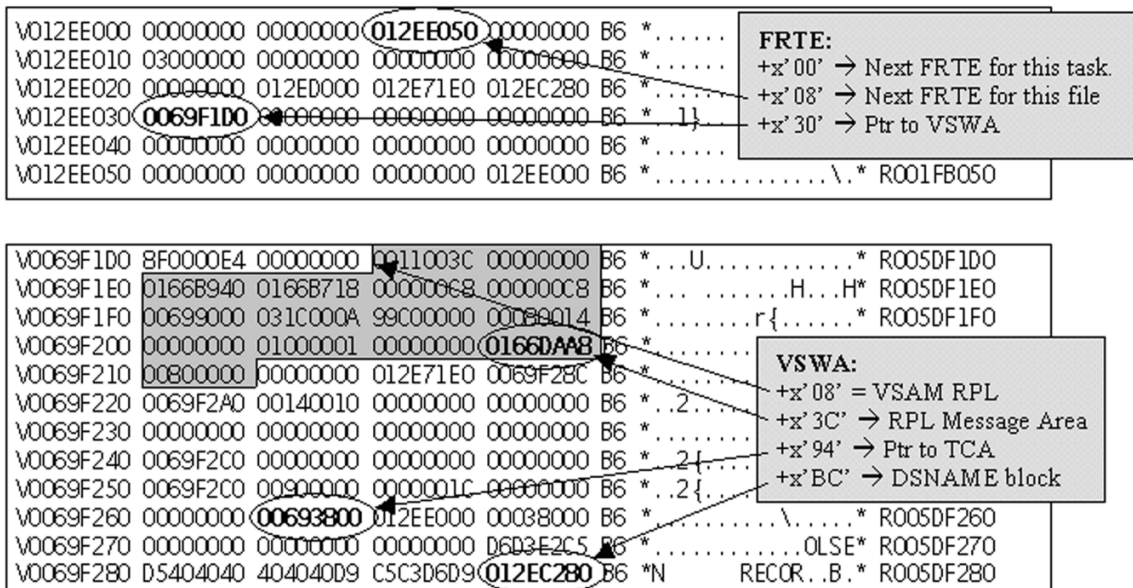 V012EE000 00000000 00000000 012EE050 00000000 B6 *......
V012EE010 03000000 00000000 00000000 00000000 B6 *......
V012EE020 00000000 012ED000 012E71E0 012EC280 B6 *......
V012EE030 0069F1D0 00000000 00000000 00000000 B6 *..1}..
V012EE040 00000000 00000000 00000000 00000000 B6 *......
V012EE050 00000000 00000000 00000000 012EE000 B6 *..............\.* R001FB050
FRTE:
+x'00' → Next FRTE for this task.
+x'08' → Next FRTE for this file
+x'30' → Ptr to VSWA
V0069F1D0 8F0000E4 00000000 0011003C 00000000 B6 *...U............* R005DF1D0
V0069F1E0 0166B940 0166B718 000000C8 000000C8 B6 *... .......H...H* R005DF1E0
V0069F1F0 00699000 031C000A 99C00000 00080014 B6 *........r{......* R005DF1F0
V0069F200 00000000 01000001 00000000 0166DAA8 B6 *......
V0069F210 00800000 00000000 012E71E0 0069F28C B6 *......
V0069F220 0069F2A0 00140010 00000000 00000000 B6 *..2...
V0069F230 00000000 00000000 00000000 00000000 B6 *......
V0069F240 0069F2C0 00000000 00000000 00000000 B6 *..2{..
V0069F250 0069F2C0 00900000 0000001C 00000000 B6 *..2{..
V0069F260 00000000 00693800 012EE000 00038000 B6 *..........\.....* R005DF260
V0069F270 00000000 00000000 00000000 D6D3E2C5 B6 *............OLSE* R005DF270
V0069F280 D5404040 404040D9 C5C3D6D9 012EC280 B6 *N      RECOR..B.* R005DF280
VSWA:
+x'08' = VSAM RPL
+x'3C' → RPL Message Area
+x'94' → Ptr to TCA
+x'BC' → DSNAME block